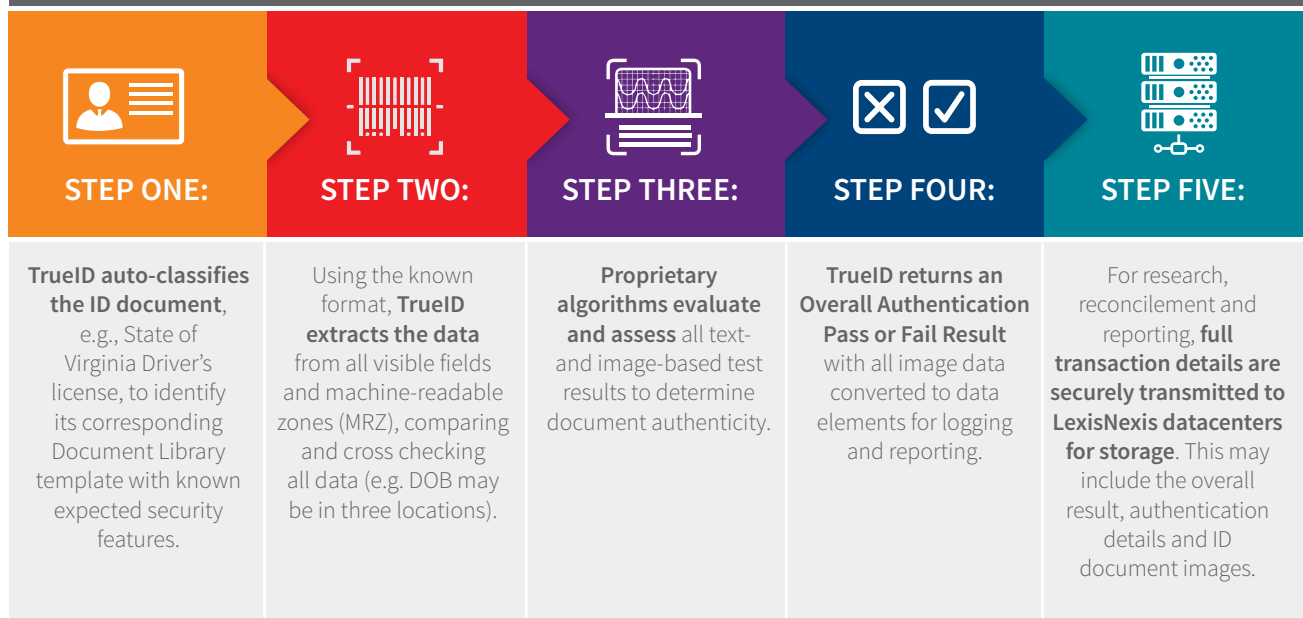 STEP ONE:
TrueID auto-classifies
the ID document,
e.g., State of
Virginia Driver’s
license, to identify
its corresponding
Document Library
template with known
expected security
features.
STEP TWO:
Using the known
format, TrueID
extracts the data
from all visible fields
and machine-readable
zones (MRZ), comparing
and cross checking
all data (e.g. DOB may
be in three locations).
STEP THREE:
Proprietary
algorithms evaluate
and assess all text-
and image-based test
results to determine
document authenticity.
STEP FOUR:
TrueID returns an
Overall Authentication
Pass or Fail Result
with all image data
converted to data
elements for logging
and reporting.
STEP FIVE:
For research,
reconcilement and
reporting, full
transaction details are
securely transmitted to
LexisNexis datacenters
for storage. This may
include the overall
result, authentication
details and ID
document images.